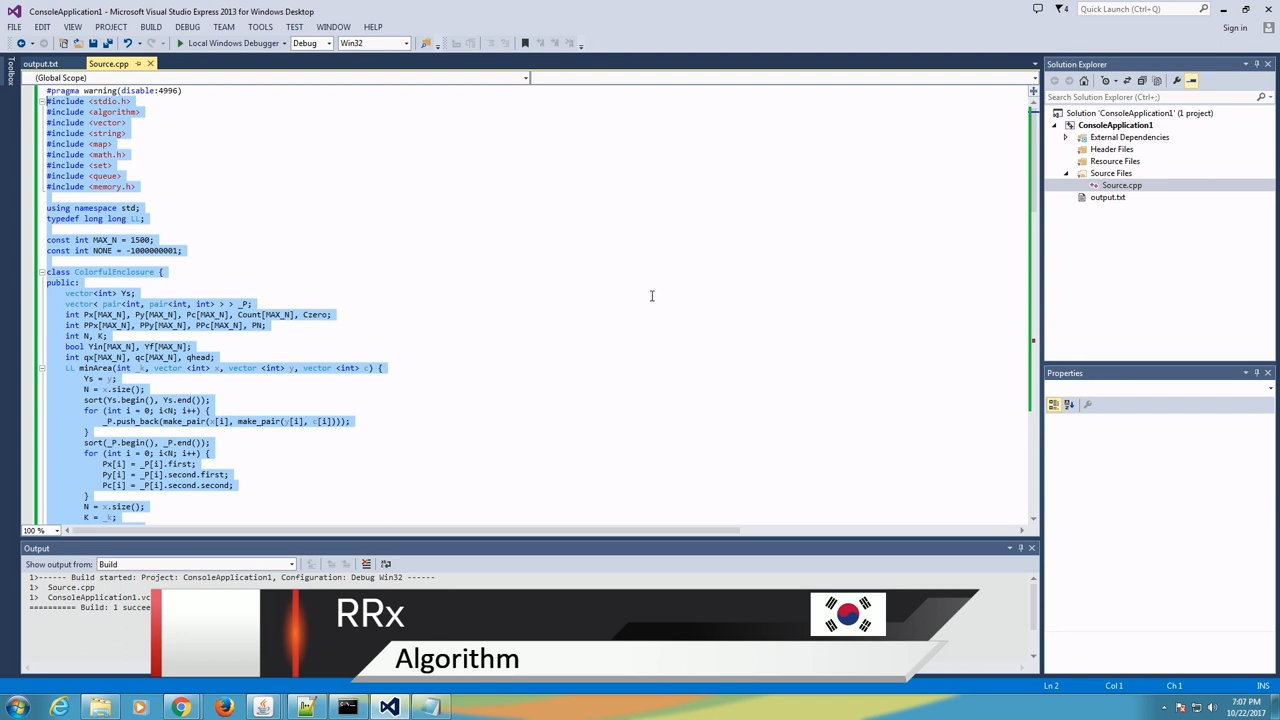 ConsoleApplication1 - Microsoft Visual Studio Express 2013 for Windows Desktop
4
Quick Launch (Ctrl+Q)
FILE EDIT VIEW PROJECT BUILD DEBUG TEAM TOOLS TEST WINDOW HELP
Sign in
Local Windows Debugger Debug Win32
Toolbox
output.txt Source.cpp
(Global Scope)
#pragma warning(disable:4996)
#include <stdio.h>
#include <algorithm>
#include <vector>
#include <string>
#include <map>
#include <math.h>
#include <set>
#include <queue>
#include <memory.h>
using namespace std;
typedef long long LL;
const int MAX_N = 1500;
const int NONE = -1000000001;
class ColorfulEnclosure {
public:
vector<int> Ys;
vector< pair<int, pair<int, int> > > _P;
int Px[MAX_N], Py[MAX_N], Pc[MAX_N], Count[MAX_N], Czero;
int PPx[MAX_N], PPy[MAX_N], PPc[MAX_N], PN;
int N, K;
bool Yin[MAX_N], Yf[MAX_N];
int qx[MAX_N], qc[MAX_N], qhead;
LL minArea(int _k, vector <int> x, vector <int> y, vector <int> c) {
Ys = y;
N = x.size();
sort(Ys.begin(), Ys.end());
for (int i = 0; i<N; i++) {
_P.push_back(make_pair(x[i], make_pair(y[i], c[i])));
}
sort(_P.begin(), _P.end());
for (int i = 0; i<N; i++) {
Px[i] = _P[i].first;
Py[i] = _P[i].second.first;
Pc[i] = _P[i].second.second;
}
N = x.size();
K = _k;
100 %
Output
Show output from: Build
1>------ Build started: Project: ConsoleApplication1, Configuration: Debug Win32 ------
1> Source.cpp
1> ConsoleApplication1.vc
========== Build: 1 succee
Solution Explorer
Search Solution Explorer (Ctrl+;)
Solution 'ConsoleApplication1' (1 project)
ConsoleApplication1
External Dependencies
Header Files
Resource Files
Source Files
Source.cpp
output.txt
Properties
RRx
Algorithm
Ln 2 Col 1 Ch 1 INS
7:07 PM
10/22/2017